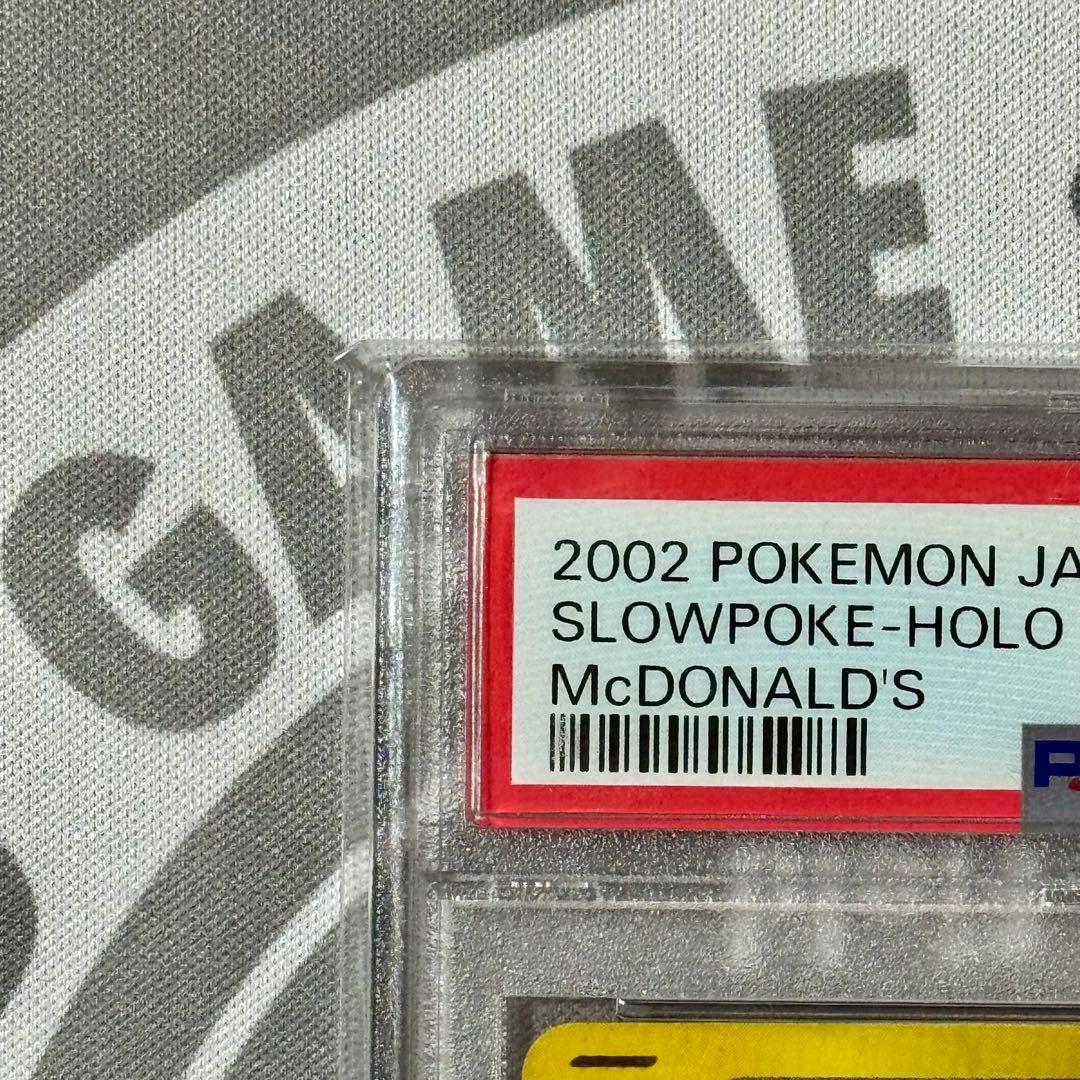 GAME
2002 POKEMON JA
SLOWPOKE-HOLO
McDONALD'S